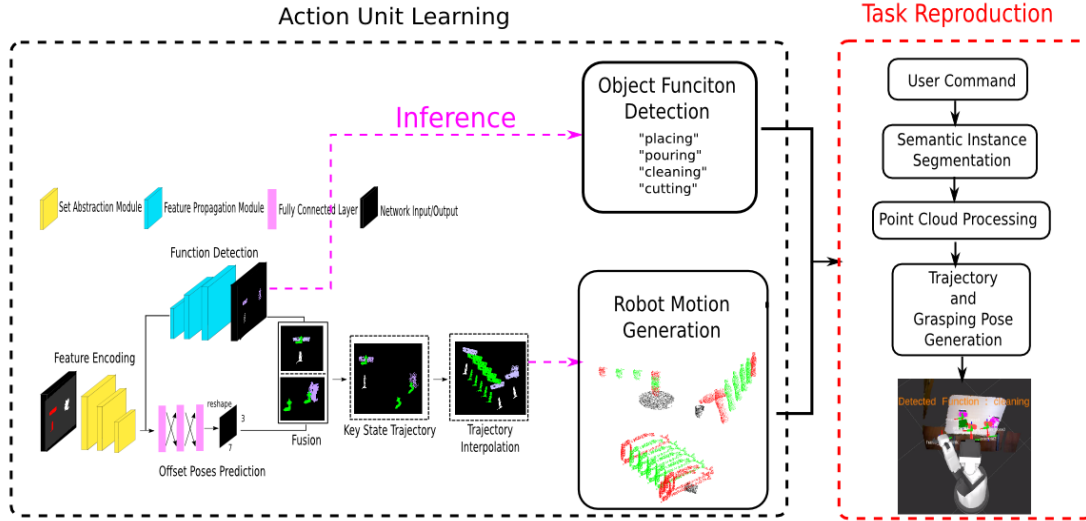 Action Unit Learning
Task Reproduction
Inference
Object Funciton
Detection
"placing"
"pouring"
"cleaning"
"cutting"
Set Abstraction Module
Feature Propagation Module
Fully Connected Layer
Network Input/Output
Function Detection
Feature Encoding
reshape
3
7
Offset Poses Prediction
Fusion
Key State Trajectory
Trajectory
Interpolation
Robot Motion
Generation
User Command
Semantic Instance
Segmentation
Point Cloud Processing
Trajectory
and
Grasping Pose
Generation
Detected Function : cleaning